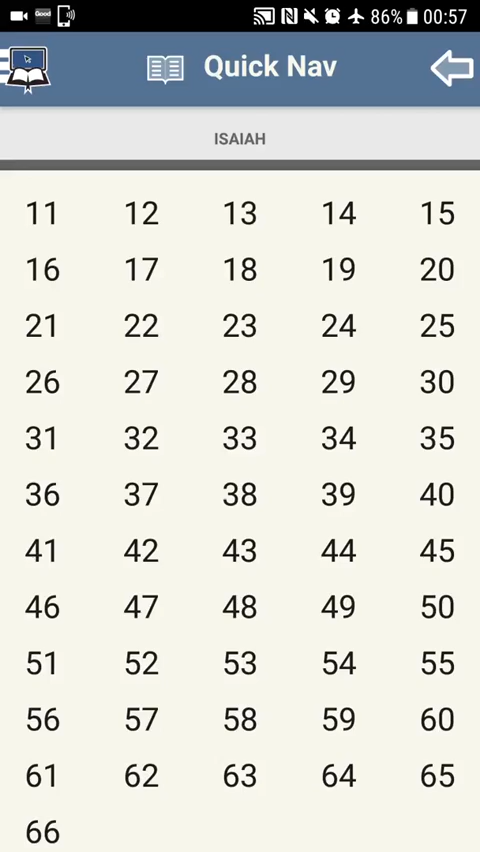 Good 86% 00:57
Quick Nav
ISAIAH
11 12 13 14 15
16 17 18 19 20
21 22 23 24 25
26 27 28 29 30
31 32 33 34 35
36 37 38 39 40
41 42 43 44 45
46 47 48 49 50
51 52 53 54 55
56 57 58 59 60
61 62 63 64 65
66